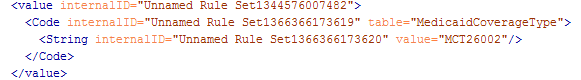 <value internalID="Unnamed Rule Set1344576007482">
<Code internalID="Unnamed Rule Set1366366173619" table="MedicaidCoverageType">
<String internalID="Unnamed Rule Set1366366173620" value="MCT26002"/>
</Code>
</value>